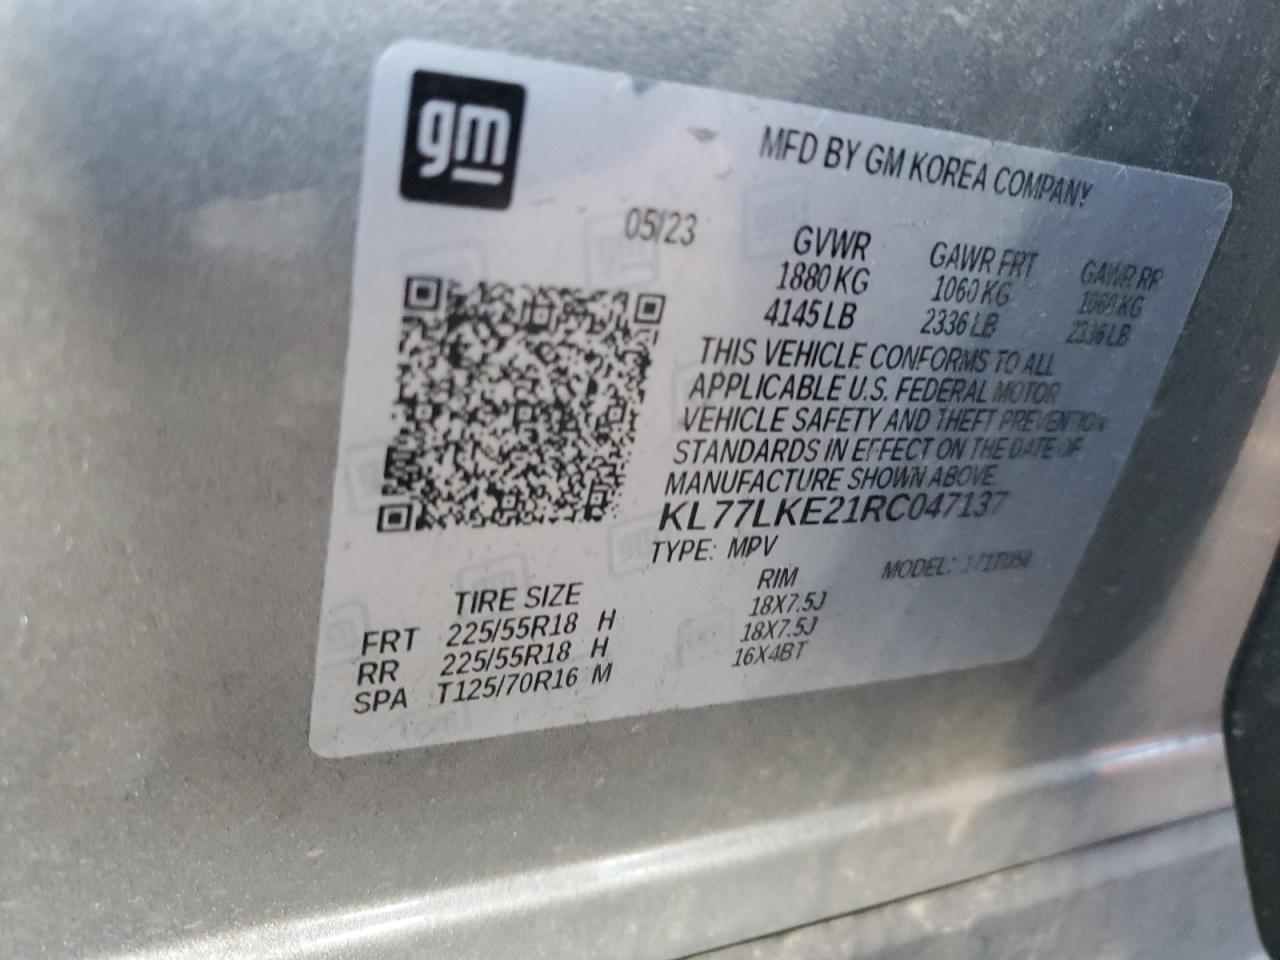 gm
MFD BY GM KOREA COMPANY
05/23
GVWR GAWR FRT GAWR RR
1880 KG 1060 KG 1060 KG
4145 LB 2336 LB 2336 LB
THIS VEHICLE CONFORMS TO ALL
APPLICABLE U.S. FEDERAL MOTOR
VEHICLE SAFETY AND THEFT PREVENTION
STANDARDS IN EFFECT ON THE DATE OF
MANUFACTURE SHOWN ABOVE
KL77LKE21RC047137
TYPE: MPV MODEL:
TIRE SIZE RIM
FRT 225/55R18 H 18X7.5J
RR 225/55R18 H 18X7.5J
SPA T125/70R16 M 16X4BT